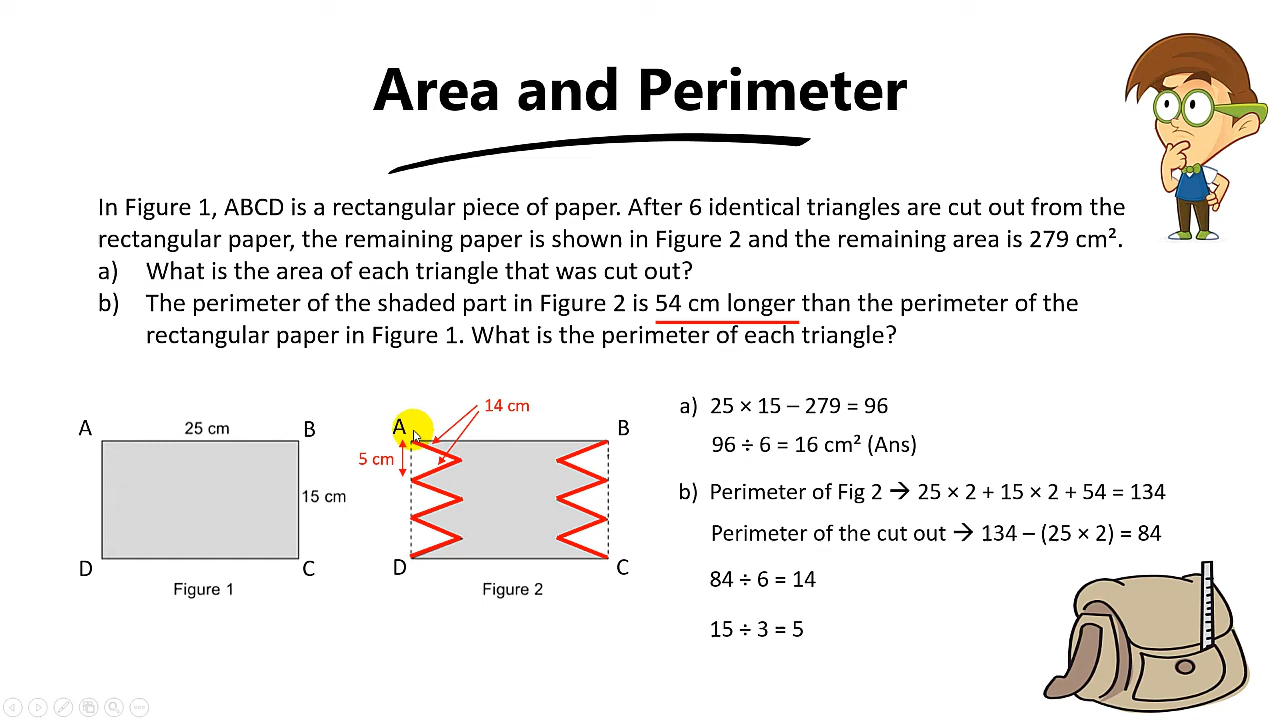 Area and Perimeter
In Figure 1, ABCD is a rectangular piece of paper. After 6 identical triangles are cut out from the
rectangular paper, the remaining paper is shown in Figure 2 and the remaining area is 279 cm².
a) What is the area of each triangle that was cut out?
b) The perimeter of the shaded part in Figure 2 is 54 cm longer than the perimeter of the
rectangular paper in Figure 1. What is the perimeter of each triangle?
A 25 cm B
15 cm
D C
Figure 1
14 cm
A B
5 cm
D C
Figure 2
a) 25 × 15 – 279 = 96
96 ÷ 6 = 16 cm² (Ans)
b) Perimeter of Fig 2 → 25 × 2 + 15 × 2 + 54 = 134
Perimeter of the cut out → 134 – (25 × 2) = 84
84 ÷ 6 = 14
15 ÷ 3 = 5